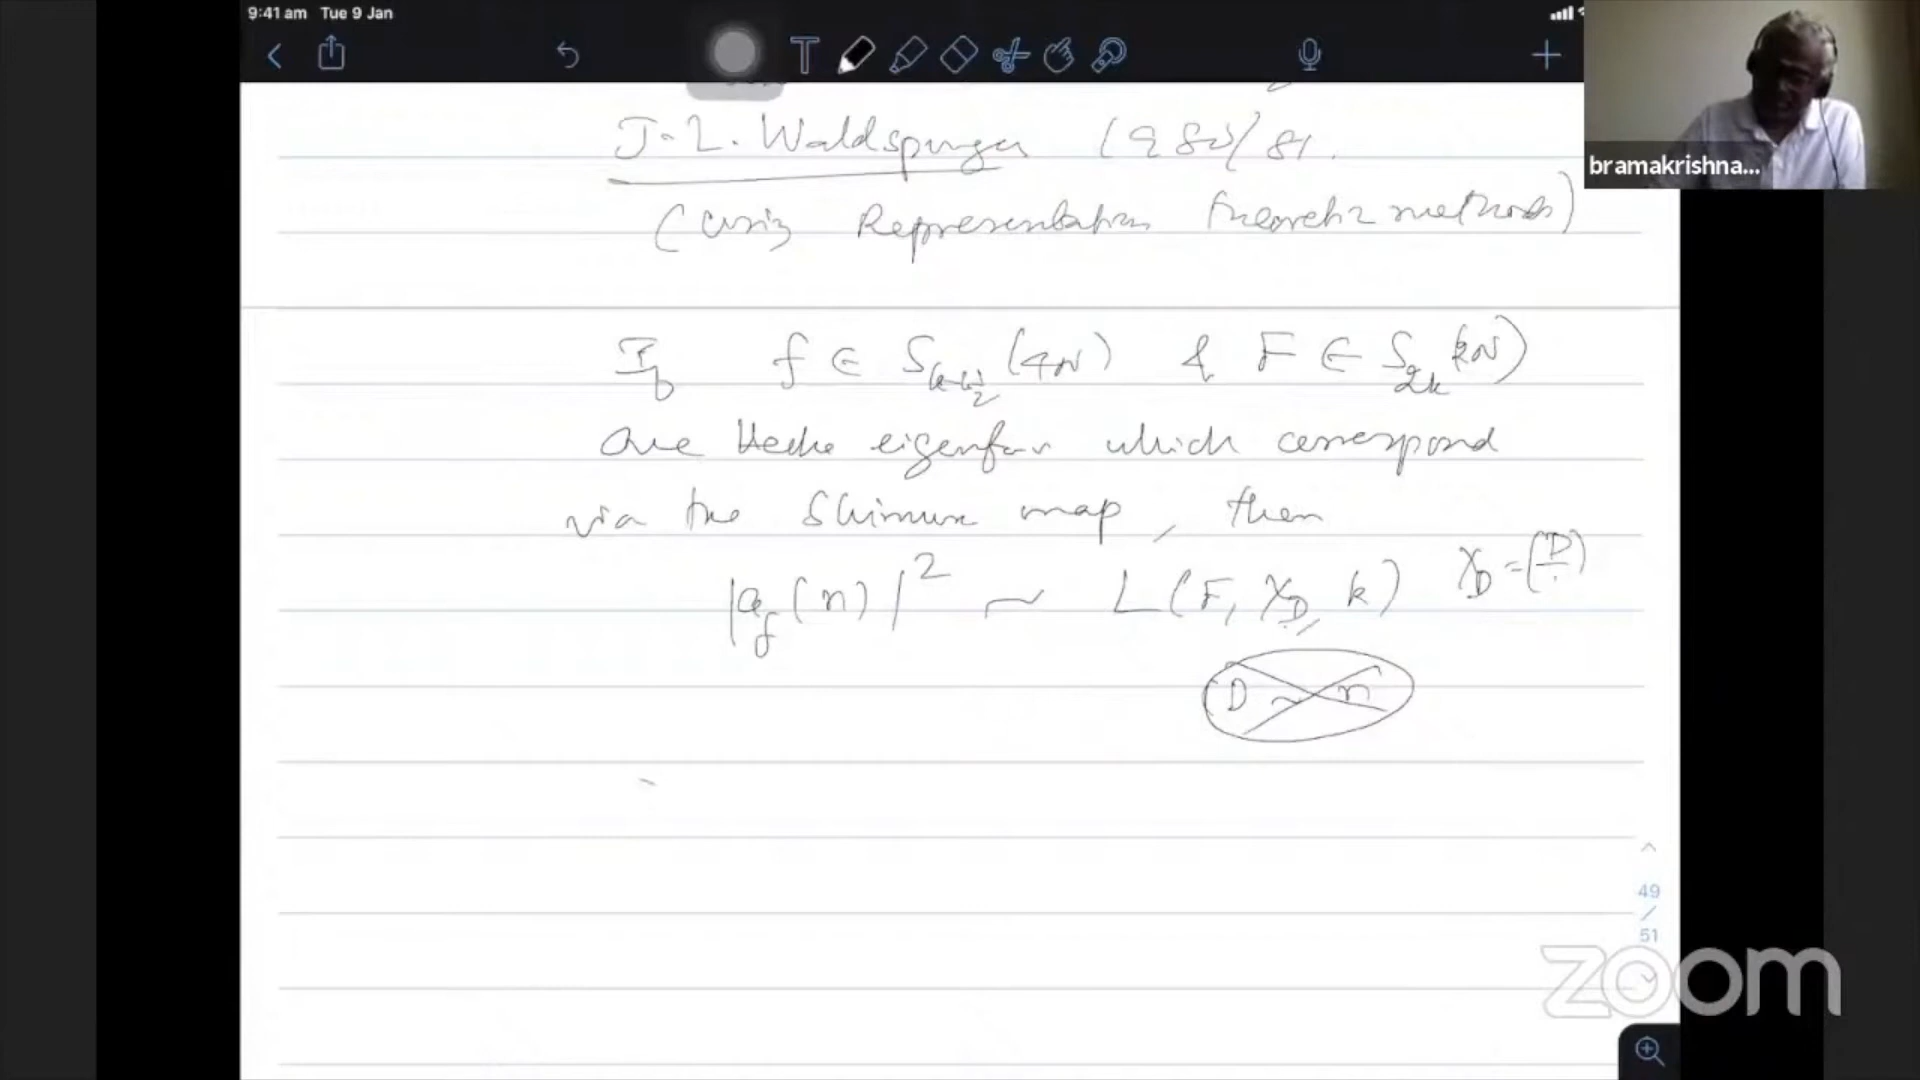 9:41 am Tue 9 Jan
bramakrishna...
J-L. Waldspurger 1980/81.
(using Representation theoretic methods)
If f ∈ S_{k+1/2}(4N) & F ∈ S_{2k}(2N)
are Hecke eigenfns which correspond
via the Shimura map, then
|a_f(n)|² ~ L(F, χ_D, k) χ_D = (D/·)
D ~ n
49
/
51
zoom